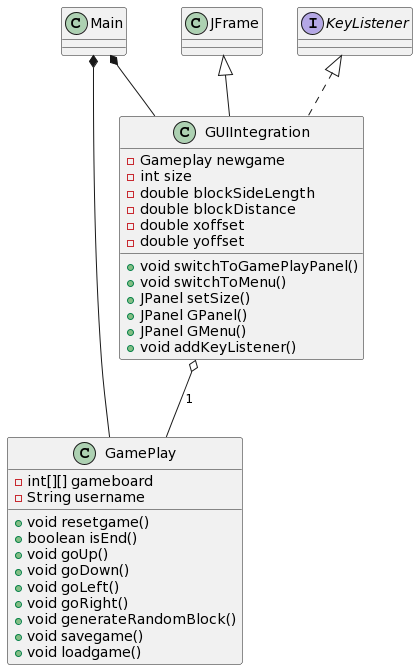 C Main
C JFrame
I KeyListener
C GUIIntegration
Gameplay newgame
int size
double blockSideLength
double blockDistance
double xoffset
double yoffset
void switchToGamePlayPanel()
void switchToMenu()
JPanel setSize()
JPanel GPanel()
JPanel GMenu()
void addKeyListener()
1
C GamePlay
int[][] gameboard
String username
void resetgame()
boolean isEnd()
void goUp()
void goDown()
void goLeft()
void goRight()
void generateRandomBlock()
void savegame()
void loadgame()